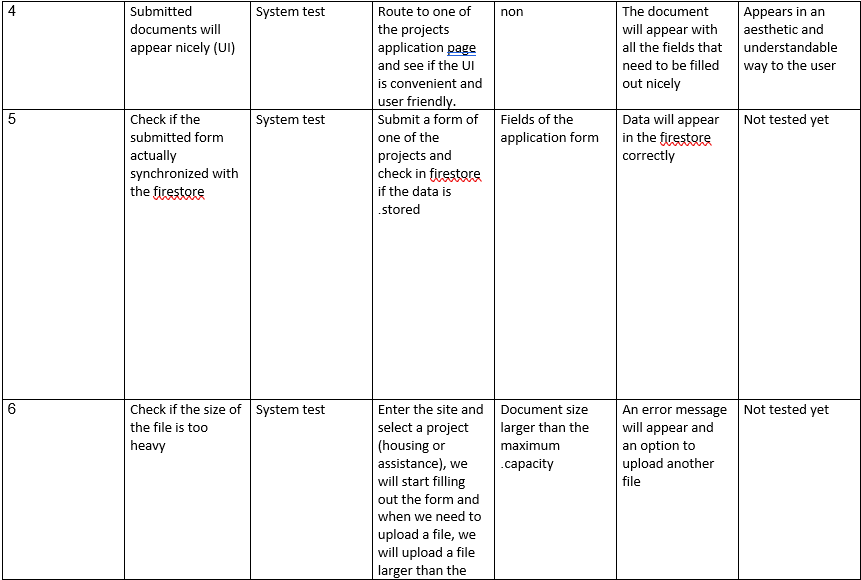 4
Submitted
documents will
appear nicely (UI)
System test
Route to one of
the projects
application page
and see if the UI
is convenient and
user friendly.
non
The document
will appear with
all the fields that
need to be filled
out nicely
Appears in an
aesthetic and
understandable
way to the user
5
Check if the
submitted form
actually
synchronized with
the firestore
System test
Submit a form of
one of the
projects and
check in firestore
if the data is
.stored
Fields of the
application form
Data will appear
in the firestore
correctly
Not tested yet
6
Check if the size of
the file is too
heavy
System test
Enter the site and
select a project
(housing or
assistance), we
will start filling
out the form and
when we need to
upload a file, we
will upload a file
larger than the
Document size
larger than the
maximum
.capacity
An error message
will appear and
an option to
upload another
file
Not tested yet